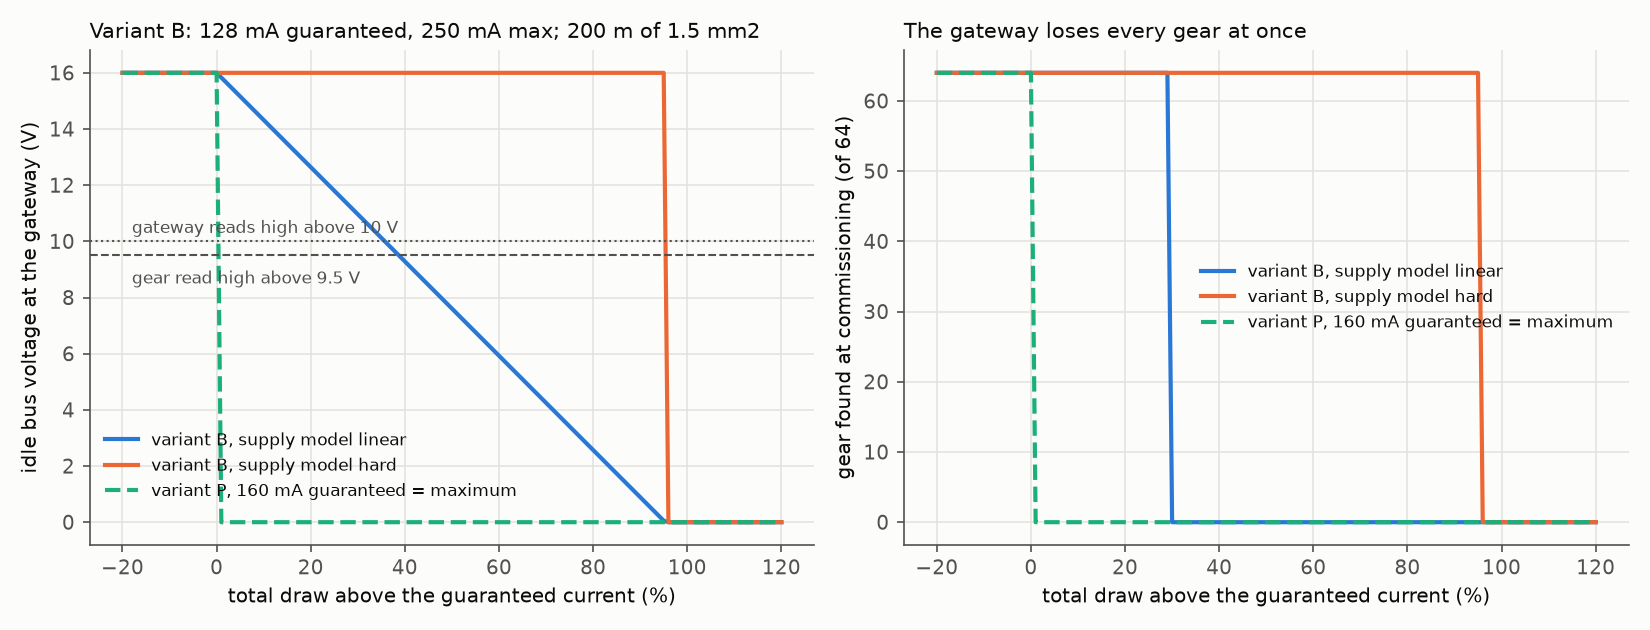 Variant B: 128 mA guaranteed, 250 mA max; 200 m of 1.5 mm2
idle bus voltage at the gateway (V)
16
14
12
10
8
6
4
2
0
gateway reads high above 10 V
gear read high above 9.5 V
variant B, supply model linear
variant B, supply model hard
variant P, 160 mA guaranteed = maximum
−20 0 20 40 60 80 100 120
total draw above the guaranteed current (%)
The gateway loses every gear at once
gear found at commissioning (of 64)
60
50
40
30
20
10
0
variant B, supply model linear
variant B, supply model hard
variant P, 160 mA guaranteed = maximum
−20 0 20 40 60 80 100 120
total draw above the guaranteed current (%)